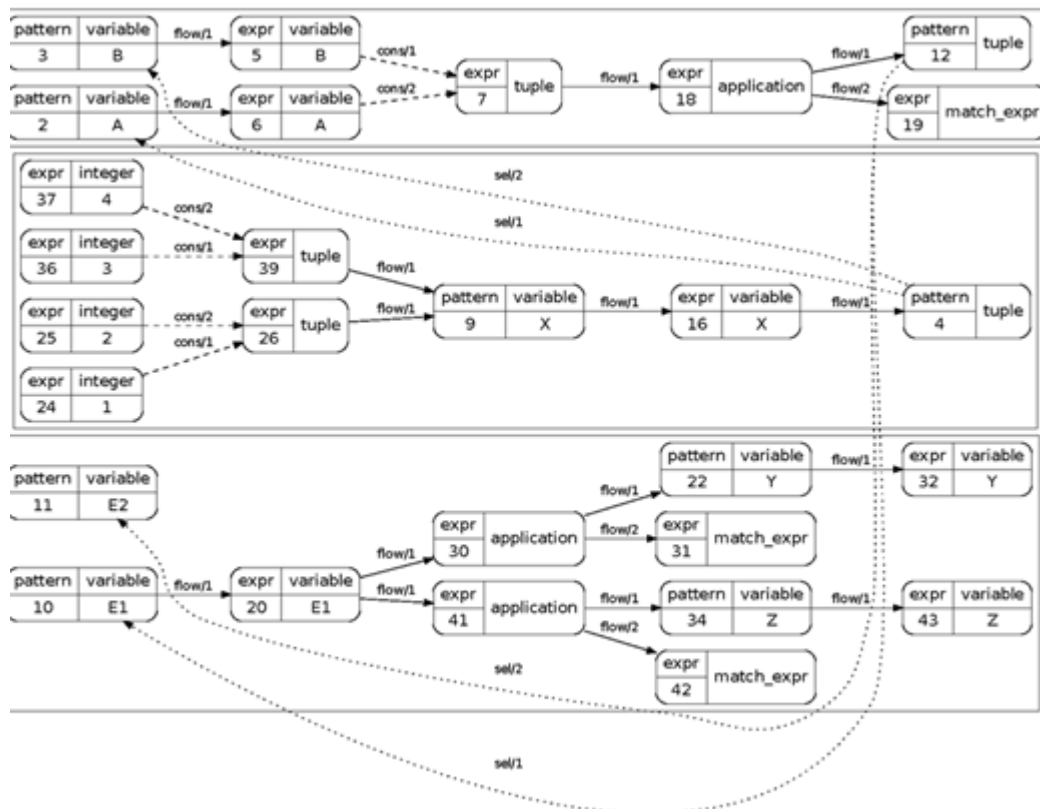 pattern variable
3 B
flow/1
expr variable
5 B
cons/1
pattern variable
2 A
flow/1
expr variable
6 A
cons/2
expr tuple
7
flow/1
expr application
18
flow/1
flow/2
pattern tuple
12
expr match_expr
19
sel/2
sel/1
expr integer
37 4
cons/2
expr integer
36 3
cons/1
expr tuple
39
flow/1
expr integer
25 2
cons/2
expr integer
24 1
cons/1
expr tuple
26
flow/1
pattern variable
9 X
flow/1
expr variable
16 X
flow/1
pattern tuple
4
pattern variable
11 E2
pattern variable
10 E1
flow/1
expr variable
20 E1
flow/1
flow/1
expr application
30
flow/1
flow/2
pattern variable
22 Y
flow/1
expr variable
32 Y
expr match_expr
31
expr application
41
flow/1
flow/2
pattern variable
34 Z
flow/1
expr variable
43 Z
expr match_expr
42
sel/2
sel/1